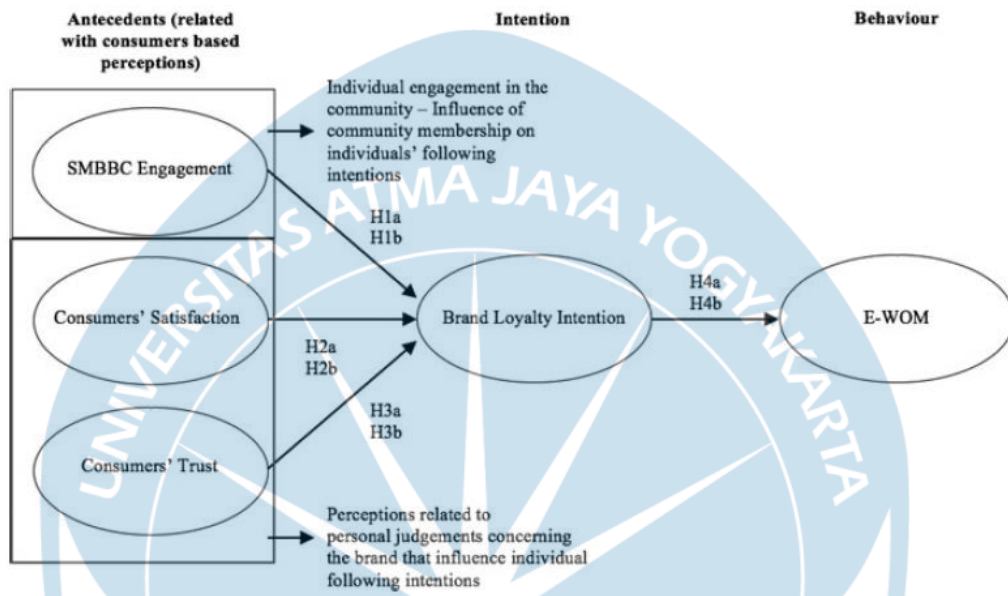 Antecedents (related
with consumers based
perceptions)
Intention
Behaviour
Individual engagement in the
community – Influence of
community membership on
individuals' following
intentions
SMBBC Engagement
H1a
H1b
Consumers' Satisfaction
H2a
H2b
Brand Loyalty Intention
H4a
H4b
E-WOM
H3a
H3b
Consumers' Trust
Perceptions related to
personal judgements concerning
the brand that influence individual
following intentions
UNIVERSITAS ATMA JAYA YOGYAKARTA